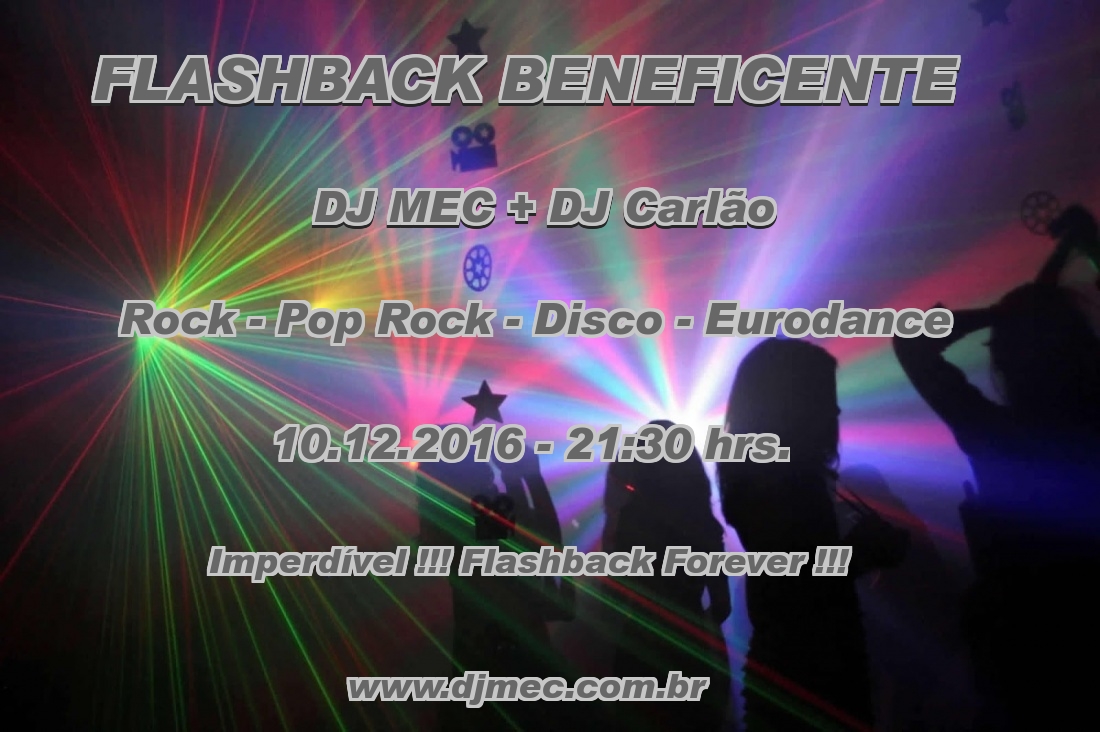 FLASHBACK BENEFICENTE
DJ MEC + DJ Carlão
Rock - Pop Rock - Disco - Eurodance
10.12.2016 - 21:30 hrs.
Imperdível !!! Flashback Forever !!!
www.djmec.com.br